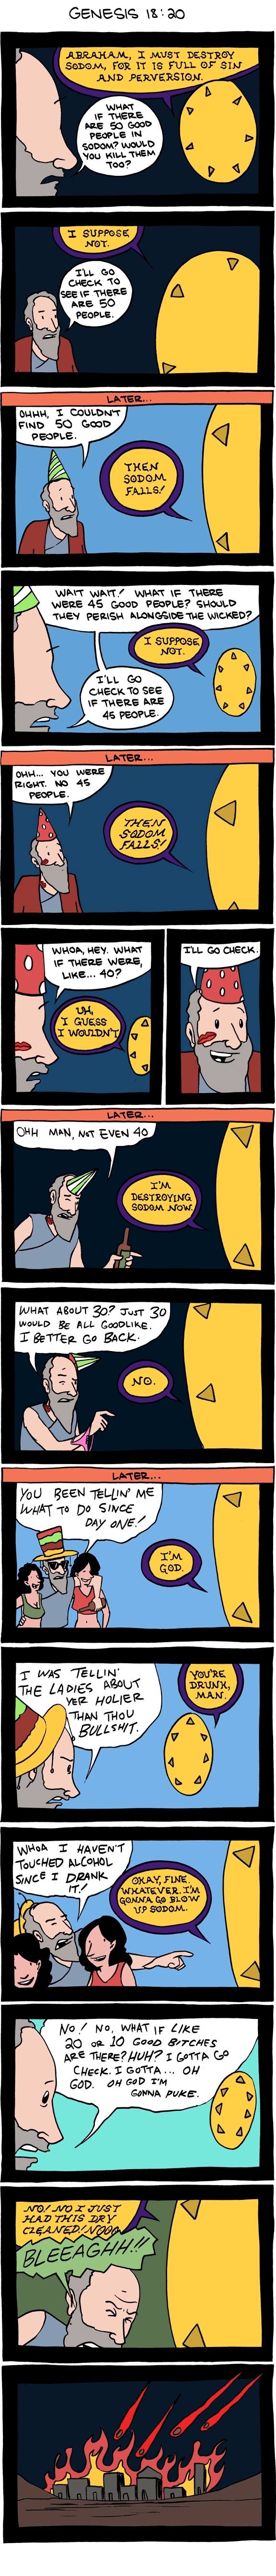 GENESIS 18:20
ABRAHAM, I MUST DESTROY
SODOM, FOR IT IS FULL OF SIN
AND PERVERSION.
WHAT
IF THERE
ARE 50 GOOD
PEOPLE IN
SODOM? WOULD
YOU KILL THEM
TOO?
I SUPPOSE
NOT.
I'LL GO
CHECK TO
SEE IF THERE
ARE 50
PEOPLE.
LATER...
OHHH, I COULDN'T
FIND 50 GOOD
PEOPLE.
THEN
SODOM
FALLS!
WAIT WAIT! WHAT IF THERE
WERE 45 GOOD PEOPLE? SHOULD
THEY PERISH ALONGSIDE THE WICKED?
I SUPPOSE
NOT.
I'LL GO
CHECK TO SEE
IF THERE ARE
45 PEOPLE.
LATER...
OHH... YOU WERE
RIGHT. NO 45
PEOPLE.
THEN
SODOM
FALLS!
WHOA, HEY. WHAT
IF THERE WERE,
LIKE... 40?
UH,
I GUESS
I WOULDN'T
I'LL GO CHECK.
LATER...
OHH MAN, NOT EVEN 40
I'M
DESTROYING
SODOM NOW.
WHAT ABOUT 30? JUST 30
WOULD BE ALL GOODLIKE.
I BETTER GO BACK.
NO.
LATER...
YOU BEEN TELLIN' ME
WHAT TO DO SINCE
DAY ONE!
I'M
GOD.
I WAS TELLIN'
THE LADIES ABOUT
YER HOLIER
THAN THOU
BULLSHIT.
YOU'RE
DRUNK,
MAN.
WHOA I HAVEN'T
TOUCHED ALCOHOL
SINCE I DRANK
IT!
OKAY, FINE.
WHATEVER. I'M
GONNA GO BLOW
UP SODOM.
NO! NO, WHAT IF LIKE
20 OR 10 GOOD BITCHES
ARE THERE? HUH? I GOTTA GO
CHECK. I GOTTA... OH
GOD. OH GOD I'M
GONNA PUKE.
NO! NO I JUST
HAD THIS DRY
CLEANED! NOOO
BLEEAGHH!!